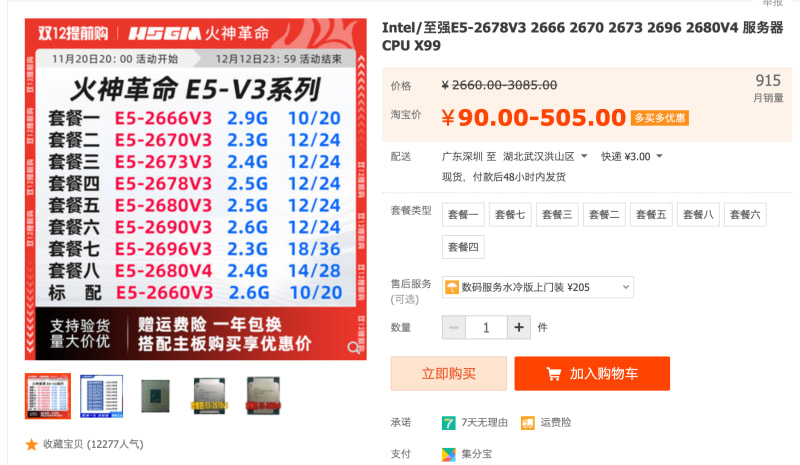 举报
双12提前购 HSGM 火神革命
11月20日20:00 活动开始 12月12日23:59 活动结束
火神革命 E5-V3系列
套餐一 E5-2666V3 2.9G 10/20
套餐二 E5-2670V3 2.3G 12/24
套餐三 E5-2673V3 2.4G 12/24
套餐四 E5-2678V3 2.5G 12/24
套餐五 E5-2680V3 2.5G 12/24
套餐六 E5-2690V3 2.6G 12/24
套餐七 E5-2696V3 2.3G 18/36
套餐八 E5-2680V4 2.4G 14/28
标 配 E5-2660V3 2.6G 10/20
支持验货
量大价优
赠运费险 一年包换
搭配主板购买享优惠价
收藏宝贝 (12277人气)
Intel/至强E5-2678V3 2666 2670 2673 2696 2680V4 服务器
CPU X99
价格 ¥ 2660.00-3085.00
915
月销量
淘宝价 ¥ 90.00-505.00 多买多优惠
配送 广东深圳 至 湖北武汉洪山区 快递 ¥3.00
现货，付款后48小时内发货
套餐类型 套餐一 套餐七 套餐三 套餐二 套餐五 套餐八 套餐六
套餐四
售后服务 数码服务水冷版上门装 ¥205
(可选)
数量 1 件
立即购买 加入购物车
承诺 7天无理由 运费险
支付 集分宝